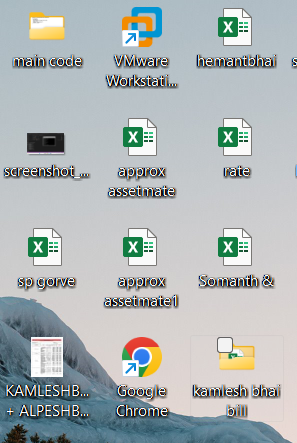 main code
VMware
Workstati...
hemantbhai
screenshot_...
approx
assetmate
rate
sp gorve
approx
assetmate1
Somanth &
KAMLESHB...
+ ALPESHB...
Google
Chrome
kamlesh bhai
bill